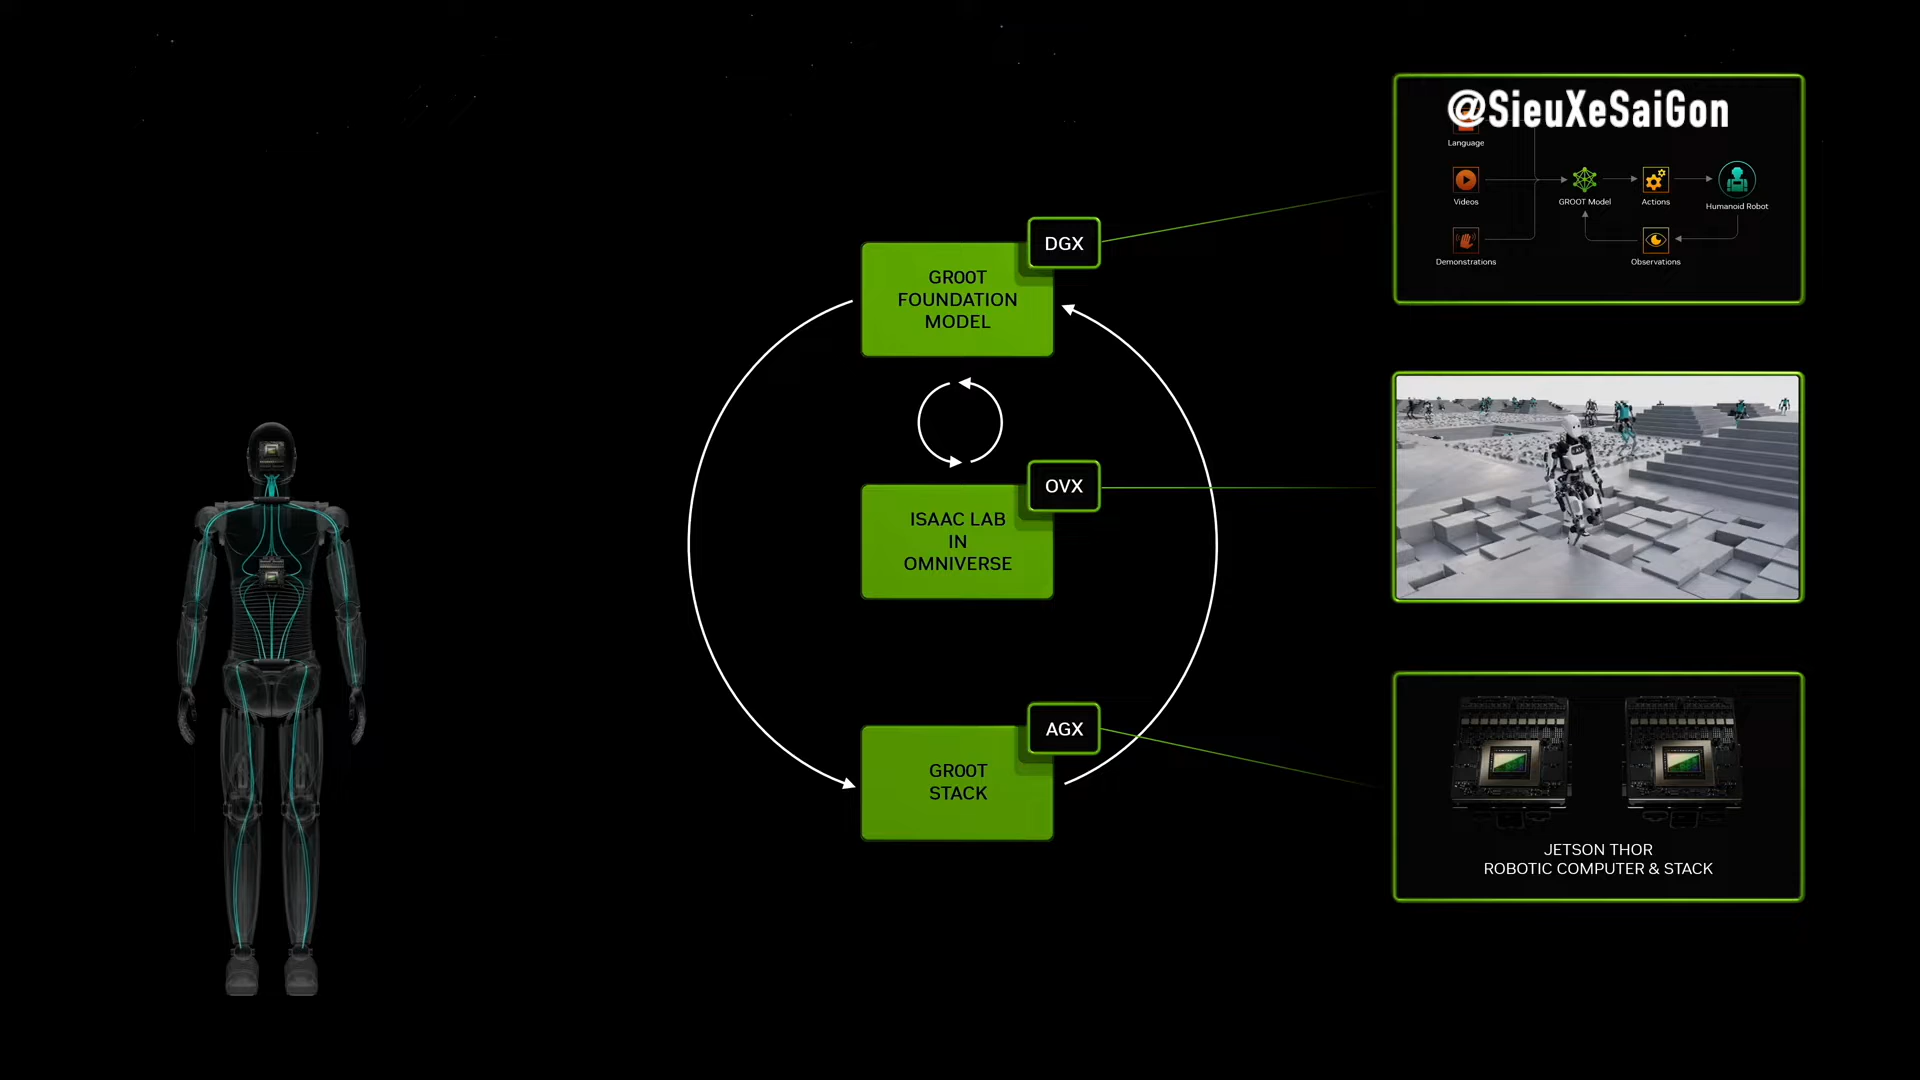 @SieuXeSaiGon
Language
Videos
GROOT Model
Actions
Humanoid Robot
Demonstrations
Observations
DGX
GROOT
FOUNDATION
MODEL
OVX
ISAAC LAB
IN
OMNIVERSE
AGX
GROOT
STACK
JETSON THOR
ROBOTIC COMPUTER & STACK